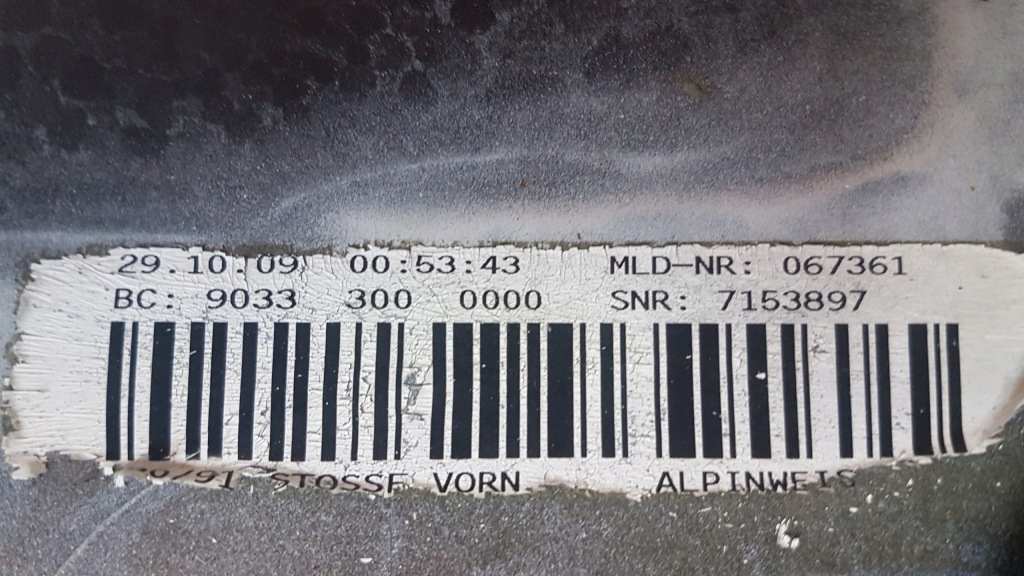 29.10.09 00:53:43 MLD-NR: 067361
BC: 9033 300 0000 SNR: 7153897
STOSSF VORN ALPINWEIS